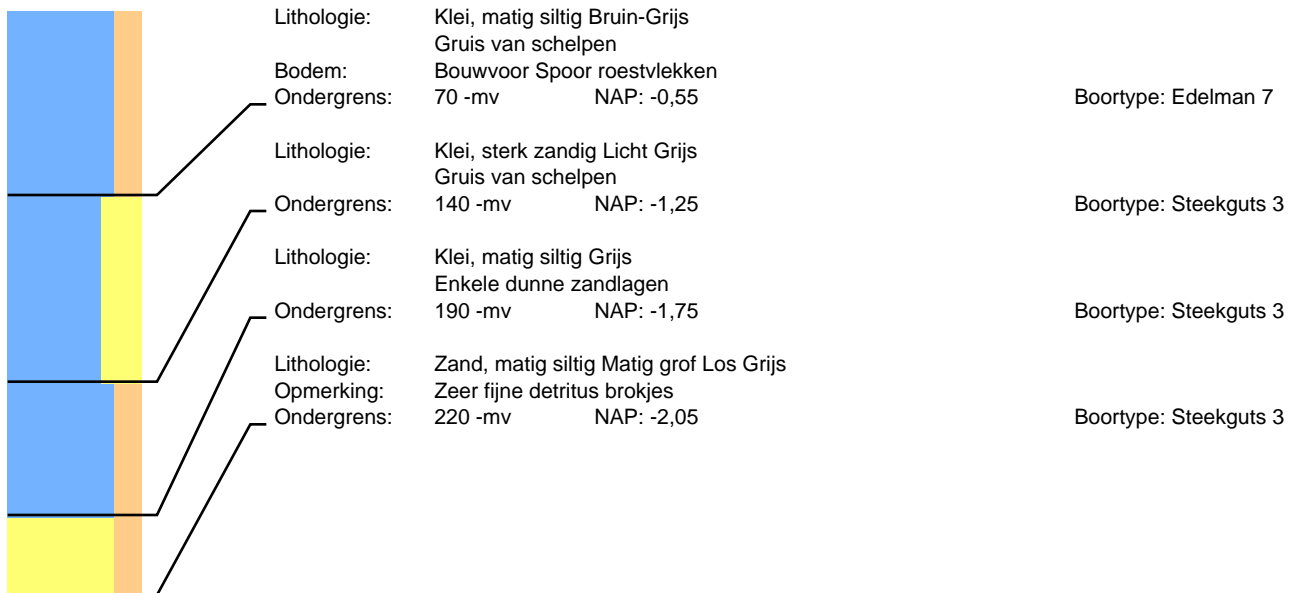 Lithologie: Klei, matig siltig Bruin-Grijs
Gruis van schelpen
Bodem: Bouwvoor Spoor roestvlekken
Ondergrens: 70 -mv NAP: -0,55 Boortype: Edelman 7
Lithologie: Klei, sterk zandig Licht Grijs
Gruis van schelpen
Ondergrens: 140 -mv NAP: -1,25 Boortype: Steekguts 3
Lithologie: Klei, matig siltig Grijs
Enkele dunne zandlagen
Ondergrens: 190 -mv NAP: -1,75 Boortype: Steekguts 3
Lithologie: Zand, matig siltig Matig grof Los Grijs
Opmerking: Zeer fijne detritus brokjes
Ondergrens: 220 -mv NAP: -2,05 Boortype: Steekguts 3